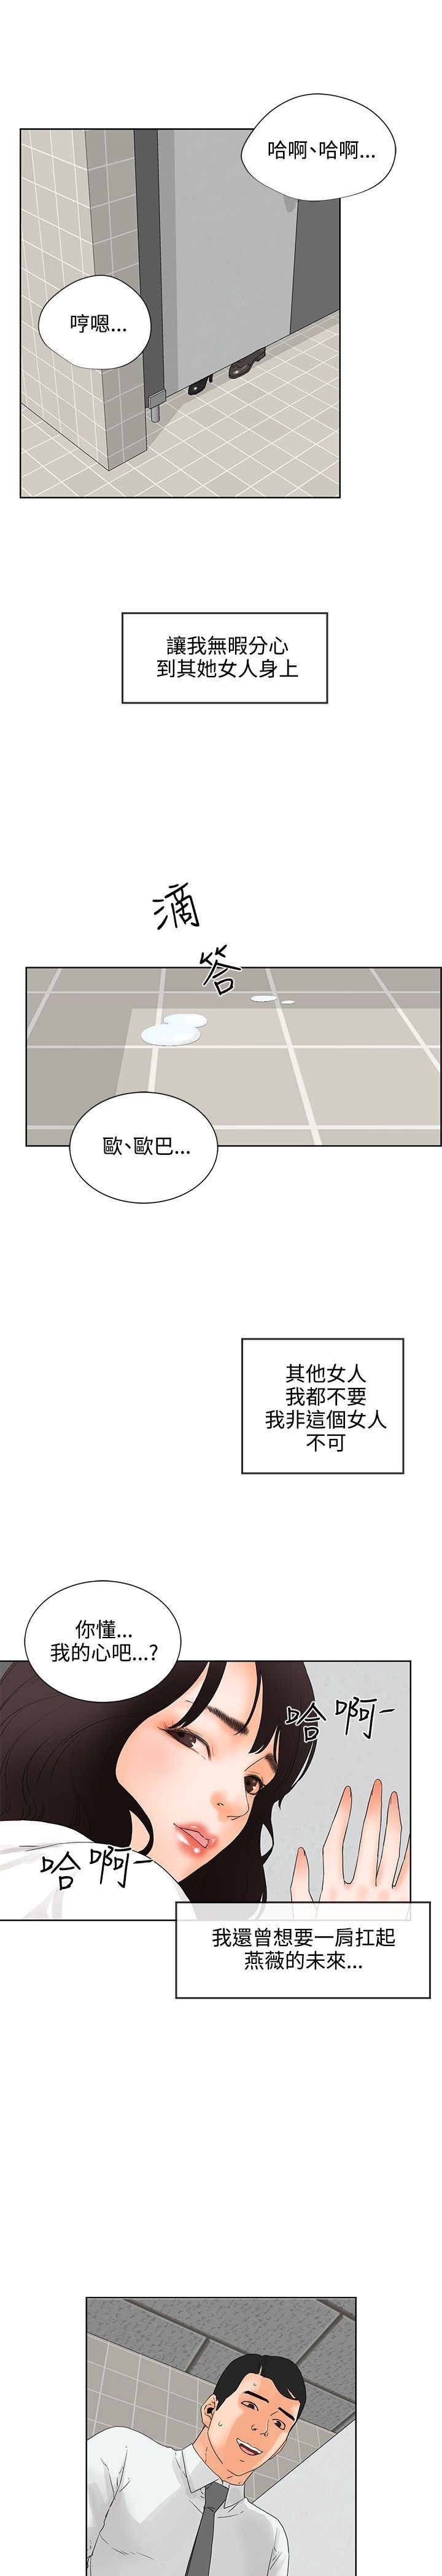 哈啊、哈啊...
哼嗯...
讓我無暇分心
到其她女人身上
滴
答
歐、歐巴...
其他女人
我都不要
我非這個女人
不可
你懂...
我的心吧...?
哈啊-
哈啊-
我還曾想要一肩扛起
燕薇的未來...